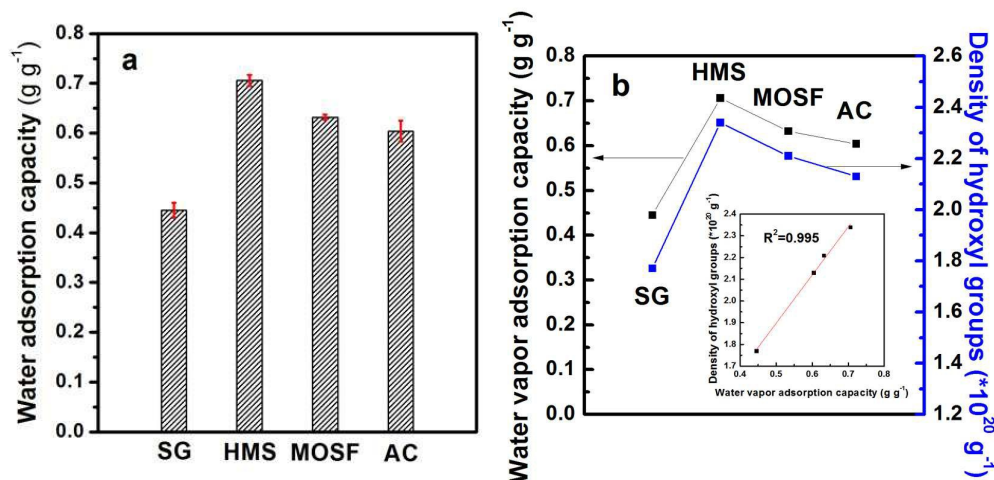 Water adsorption capacity (g g⁻¹)
0.8
0.7
0.6
0.5
0.4
0.3
0.2
0.1
0.0
a
SG HMS MOSF AC
Water vapor adsorption capacity (g g⁻¹)
0.8
0.7
0.6
0.5
0.4
0.3
0.2
0.1
0.0
b
HMS
MOSF
AC
SG
Density of hydroxyl groups (*10²⁰ g⁻¹)
2.4
2.3
2.2
2.1
2.0
1.9
1.8
1.7
R²=0.995
0.4 0.5 0.6 0.7 0.8
Water vapor adsorption capacity (g g⁻¹)
2.6
2.4
2.2
2.0
1.8
1.6
1.4
1.2
Density of hydroxyl groups (*10²⁰ g⁻¹)